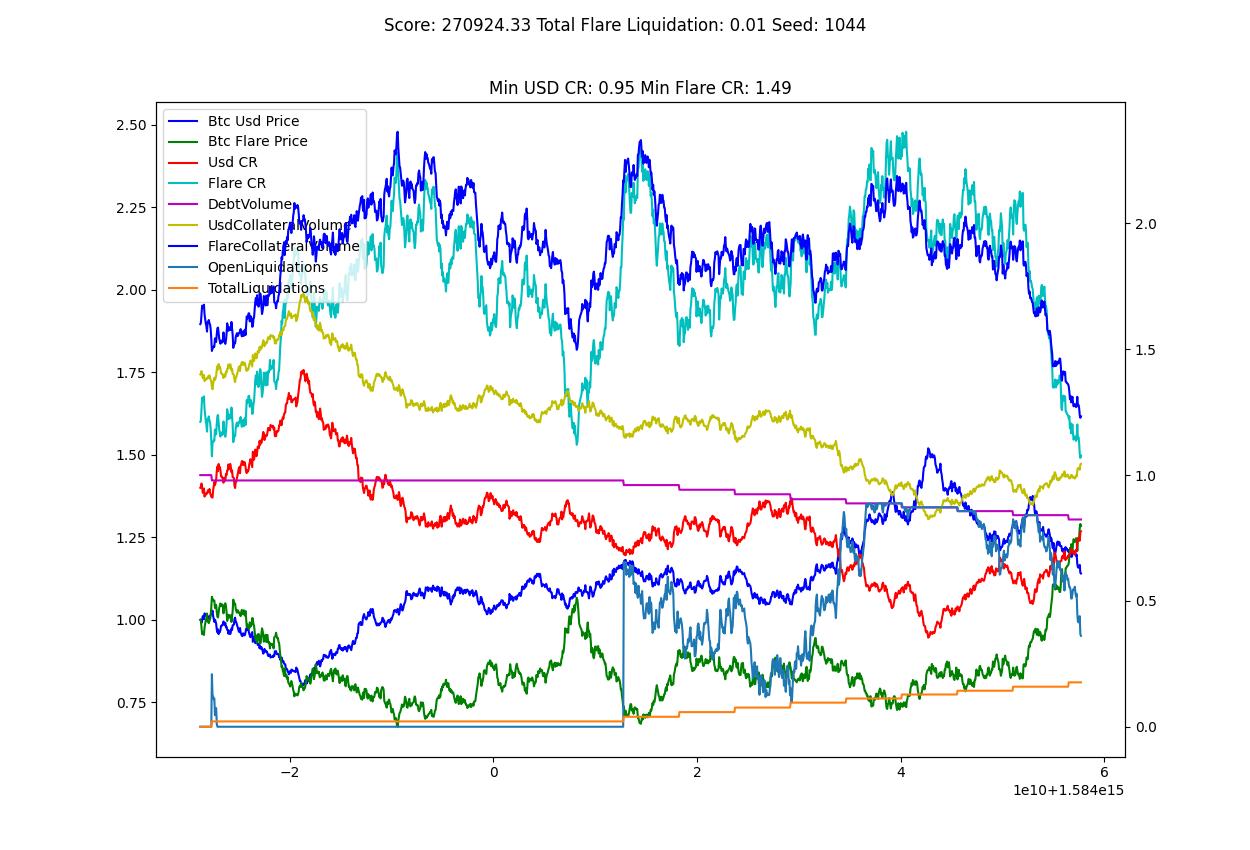 Score: 270924.33 Total Flare Liquidation: 0.01 Seed: 1044
Min USD CR: 0.95 Min Flare CR: 1.49
Btc Usd Price
Btc Flare Price
Usd CR
Flare CR
DebtVolume
UsdCollateralVolume
FlareCollateralVolume
OpenLiquidations
TotalLiquidations
2.50
2.25
2.00
1.75
1.50
1.25
1.00
0.75
2.0
1.5
1.0
0.5
0.0
−2
0
2
4
6
1e10+1.584e15